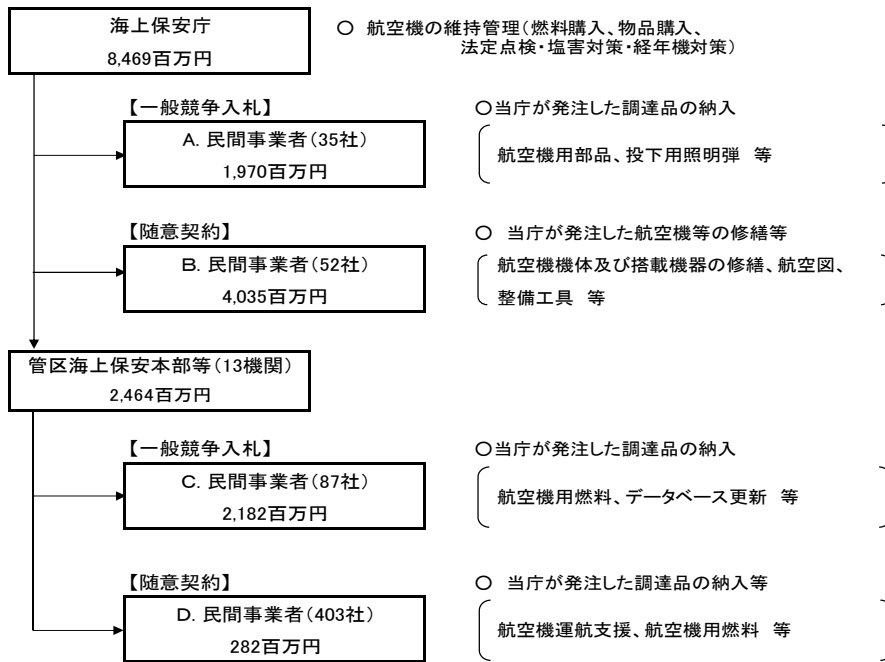 海上保安庁
8,469百万円
○ 航空機の維持管理(燃料購入、物品購入、
法定点検・塩害対策・経年機対策)
【一般競争入札】
○当庁が発注した調達品の納入
A. 民間事業者(35社)
1,970百万円
航空機用部品、投下用照明弾 等
【随意契約】
○ 当庁が発注した航空機等の修繕等
B. 民間事業者(52社)
4,035百万円
航空機機体及び搭載機器の修繕、航空図、
整備工具 等
管区海上保安本部等(13機関)
2,464百万円
【一般競争入札】
○当庁が発注した調達品の納入
C. 民間事業者(87社)
2,182百万円
航空機用燃料、データベース更新 等
【随意契約】
○ 当庁が発注した調達品の納入等
D. 民間事業者(403社)
282百万円
航空機運航支援、航空機用燃料 等